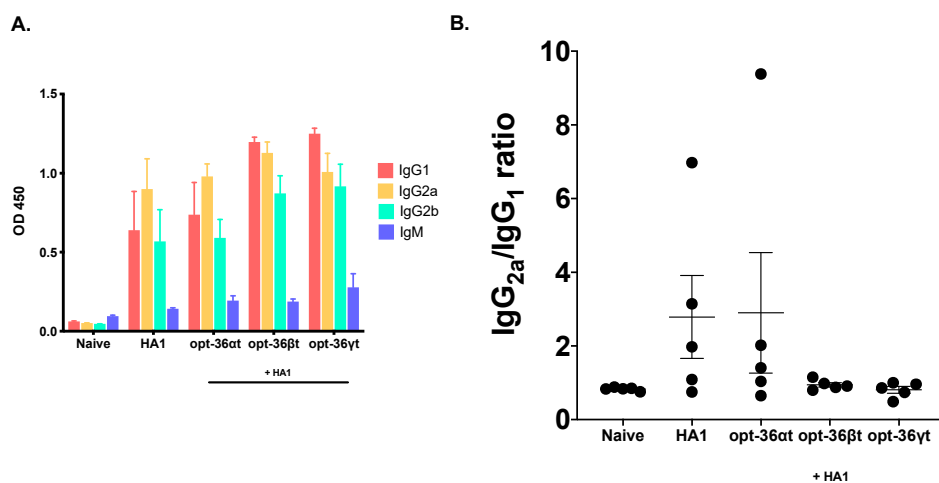 A.
OD 450
1.5
1.0
0.5
0.0
Naive
HA1
opt-36αt
opt-36βt
opt-36γt
+ HA1
IgG1
IgG2a
IgG2b
IgM
B.
IgG2a/IgG1 ratio
10
8
6
4
2
0
Naive
HA1
opt-36αt
opt-36βt
opt-36γt
+ HA1